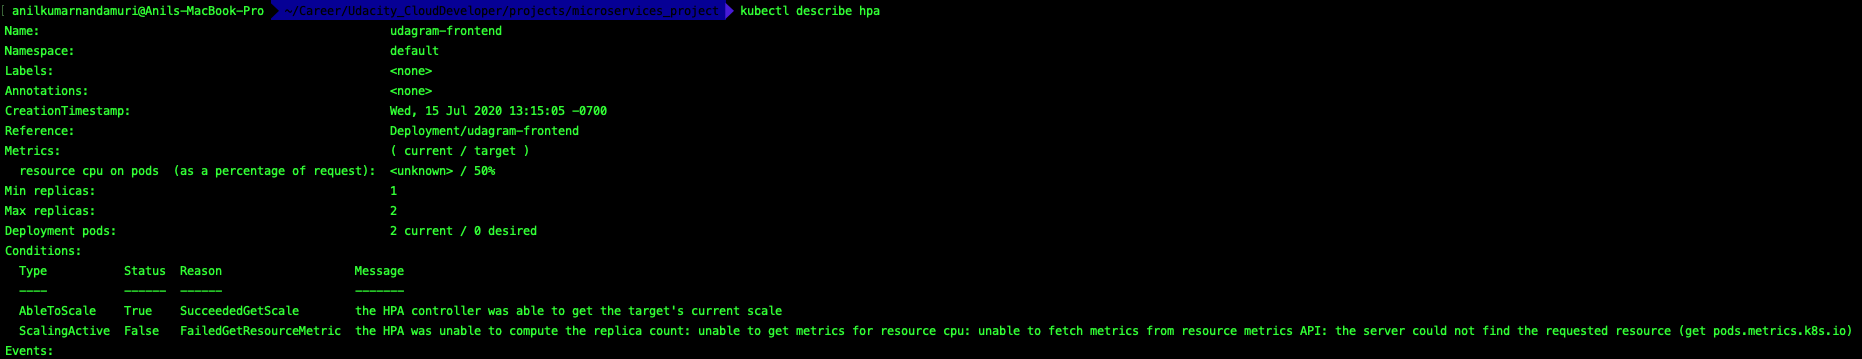 anilkumarnandamuri@Anils-MacBook-Pro ~/Career/Udacity_CloudDeveloper/projects/microservices_project kubectl describe hpa
Name: udagram-frontend
Namespace: default
Labels: <none>
Annotations: <none>
CreationTimestamp: Wed, 15 Jul 2020 13:15:05 -0700
Reference: Deployment/udagram-frontend
Metrics: ( current / target )
resource cpu on pods (as a percentage of request): <unknown> / 50%
Min replicas: 1
Max replicas: 2
Deployment pods: 2 current / 0 desired
Conditions:
Type Status Reason Message
---- ------ ------ -------
AbleToScale True SucceededGetScale the HPA controller was able to get the target's current scale
ScalingActive False FailedGetResourceMetric the HPA was unable to compute the replica count: unable to get metrics for resource cpu: unable to fetch metrics from resource metrics API: the server could not find the requested resource (get pods.metrics.k8s.io)
Events: